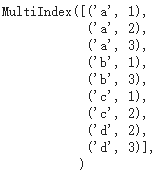 MultiIndex([('a', 1),
            ('a', 2),
            ('a', 3),
            ('b', 1),
            ('b', 3),
            ('c', 1),
            ('c', 2),
            ('d', 2),
            ('d', 3)],
           )